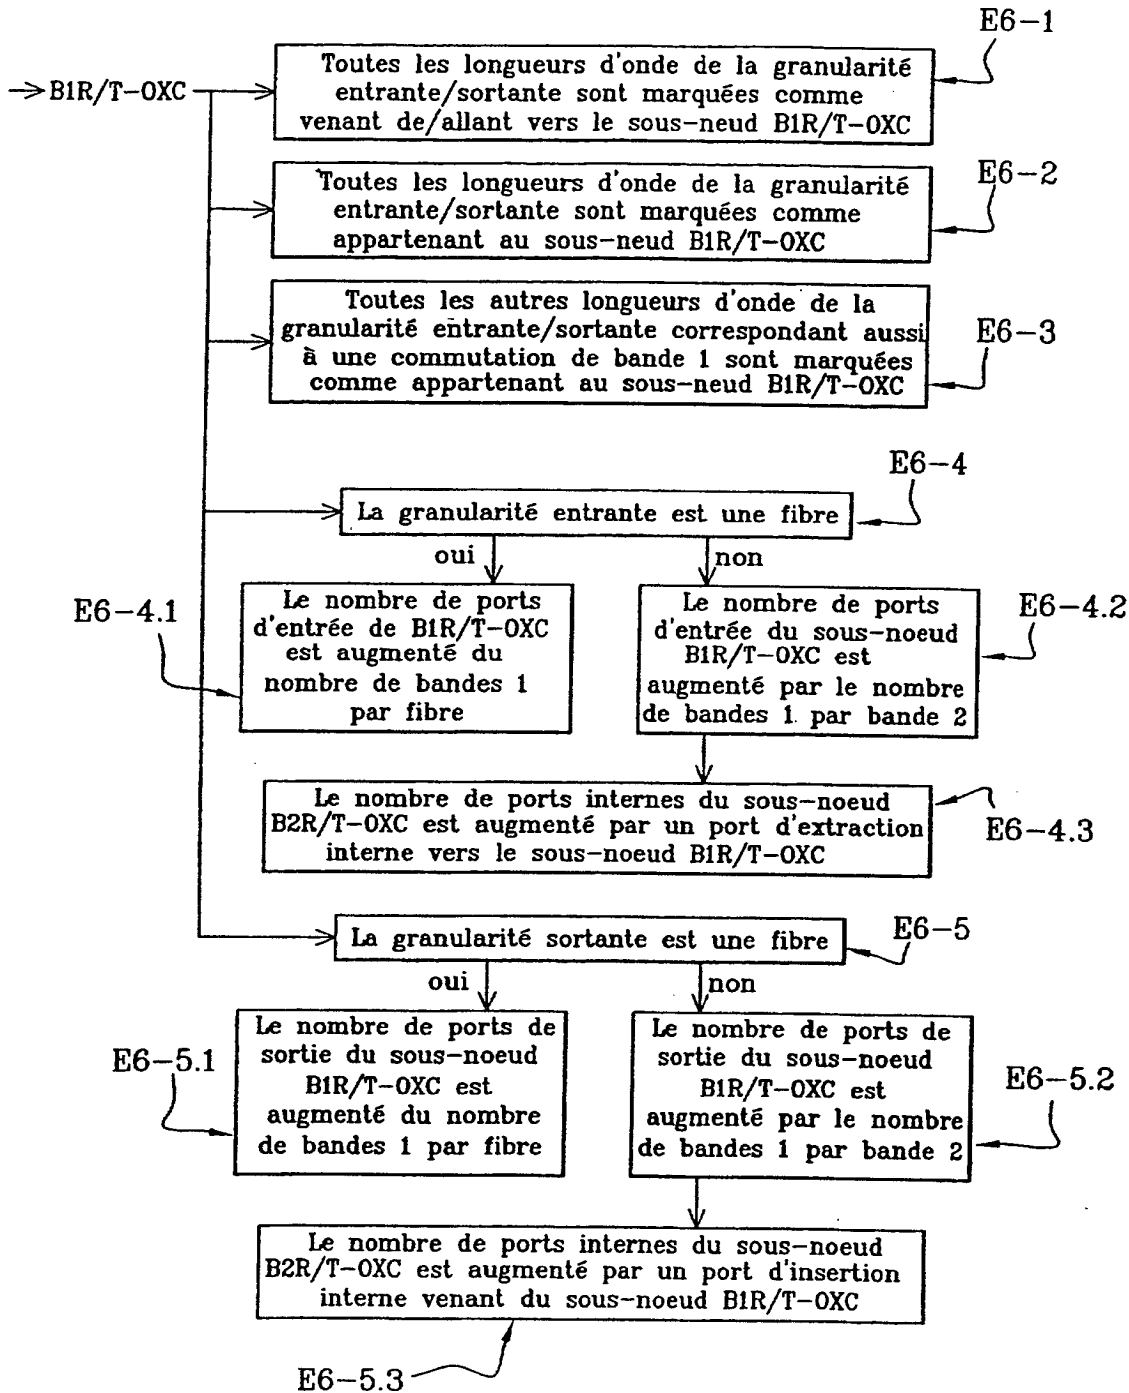 E6-1
→B1R/T-OXC
Toutes les longueurs d'onde de la granularité
entrante/sortante sont marquées comme
venant de/allant vers le sous-neud B1R/T-OXC
E6-2
Toutes les longueurs d'onde de la granularité
entrante/sortante sont marquées comme
appartenant au sous-neud B1R/T-OXC
Toutes les autres longueurs d'onde de la
granularité entrante/sortante correspondant aussi
à une commutation de bande 1 sont marquées
comme appartenant au sous-neud B1R/T-OXC
E6-3
E6-4
La granularité entrante est une fibre
oui
non
E6-4.1
Le nombre de ports
d'entrée de B1R/T-OXC
est augmenté du
nombre de bandes 1
par fibre
Le nombre de ports
d'entrée du sous-noeud
B1R/T-OXC est
augmenté par le nombre
de bandes 1 par bande 2
E6-4.2
Le nombre de ports internes du sous-noeud
B2R/T-OXC est augmenté par un port d'extraction
interne vers le sous-noeud B1R/T-OXC
E6-4.3
La granularité sortante est une fibre
E6-5
oui
non
E6-5.1
Le nombre de ports de
sortie du sous-noeud
B1R/T-OXC est
augmenté du nombre
de bandes 1 par fibre
Le nombre de ports de
sortie du sous-noeud
B1R/T-OXC est
augmenté par le nombre
de bandes 1 par bande 2
E6-5.2
Le nombre de ports internes du sous-noeud
B2R/T-OXC est augmenté par un port d'insertion
interne venant du sous-noeud B1R/T-OXC
E6-5.3